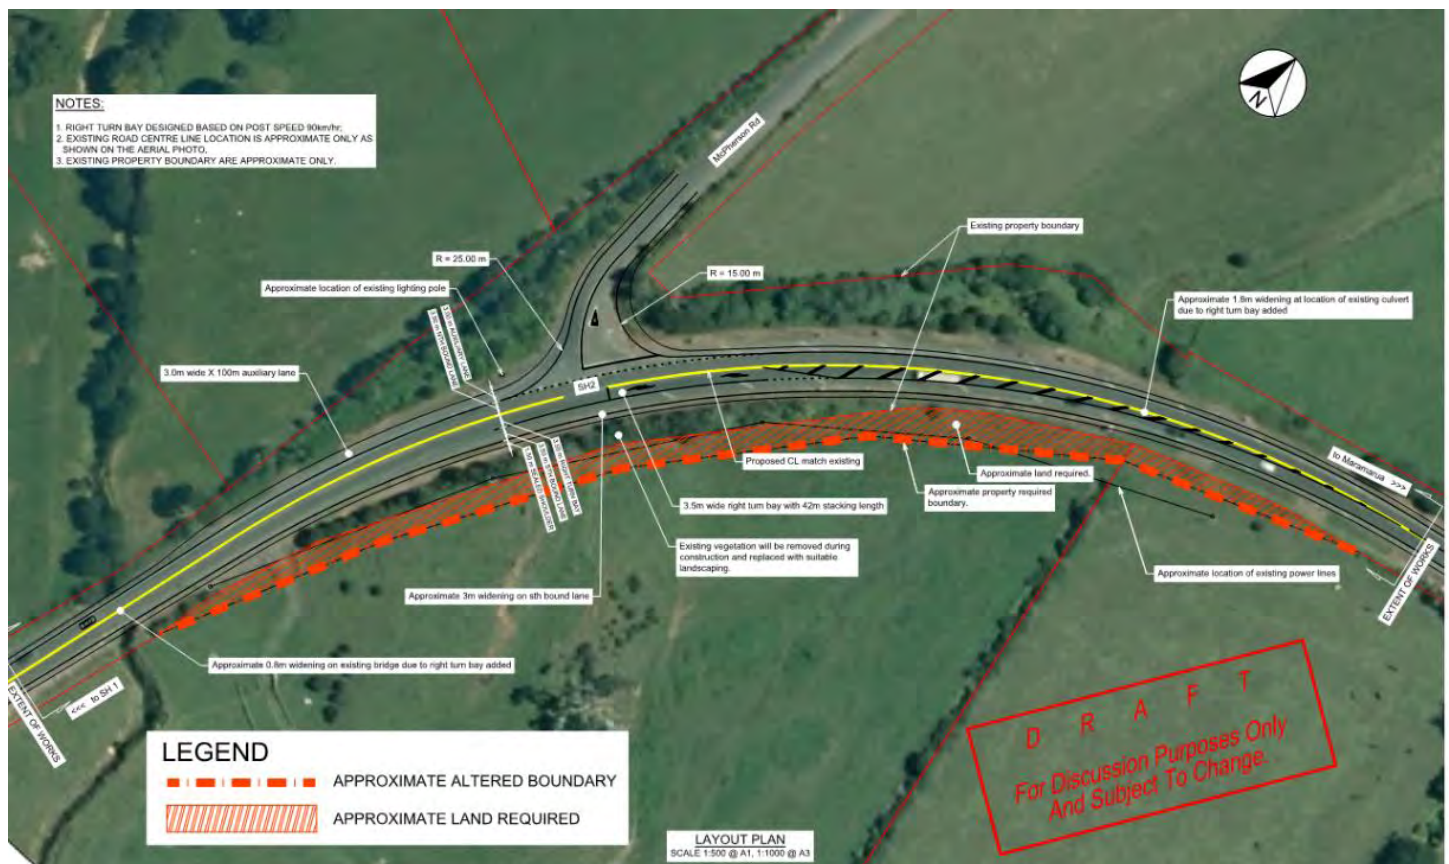 NOTES:
1. RIGHT TURN BAY DESIGNED BASED ON POST SPEED 90km/hr;
2. EXISTING ROAD CENTRE LINE LOCATION IS APPROXIMATE ONLY AS
SHOWN ON THE AERIAL PHOTO,
3. EXISTING PROPERTY BOUNDARY ARE APPROXIMATE ONLY.
N
McPherson Rd
Existing property boundary
R = 25.00 m
R = 15.00 m
Approximate location of existing lighting pole
Approximate 1.8m widening at location of existing culvert
due to right turn bay added
3.0m wide X 100m auxiliary lane
SH2
Proposed CL match existing
Approximate land required.
to Maramarua >>>
Approximate property required
boundary.
3.5m wide right turn bay with 42m stacking length
Existing vegetation will be removed during
construction and replaced with suitable
landscaping.
Approximate location of existing power lines
EXTENT OF WORKS
Approximate 3m widening on sth bound lane
Approximate 0.8m widening on existing bridge due to right turn bay added
<<< to SH 1
EXTENT OF WORKS
LEGEND
APPROXIMATE ALTERED BOUNDARY
APPROXIMATE LAND REQUIRED
DRAFT
For Discussion Purposes Only
And Subject To Change.
LAYOUT PLAN
SCALE 1:500 @ A1, 1:1000 @ A3